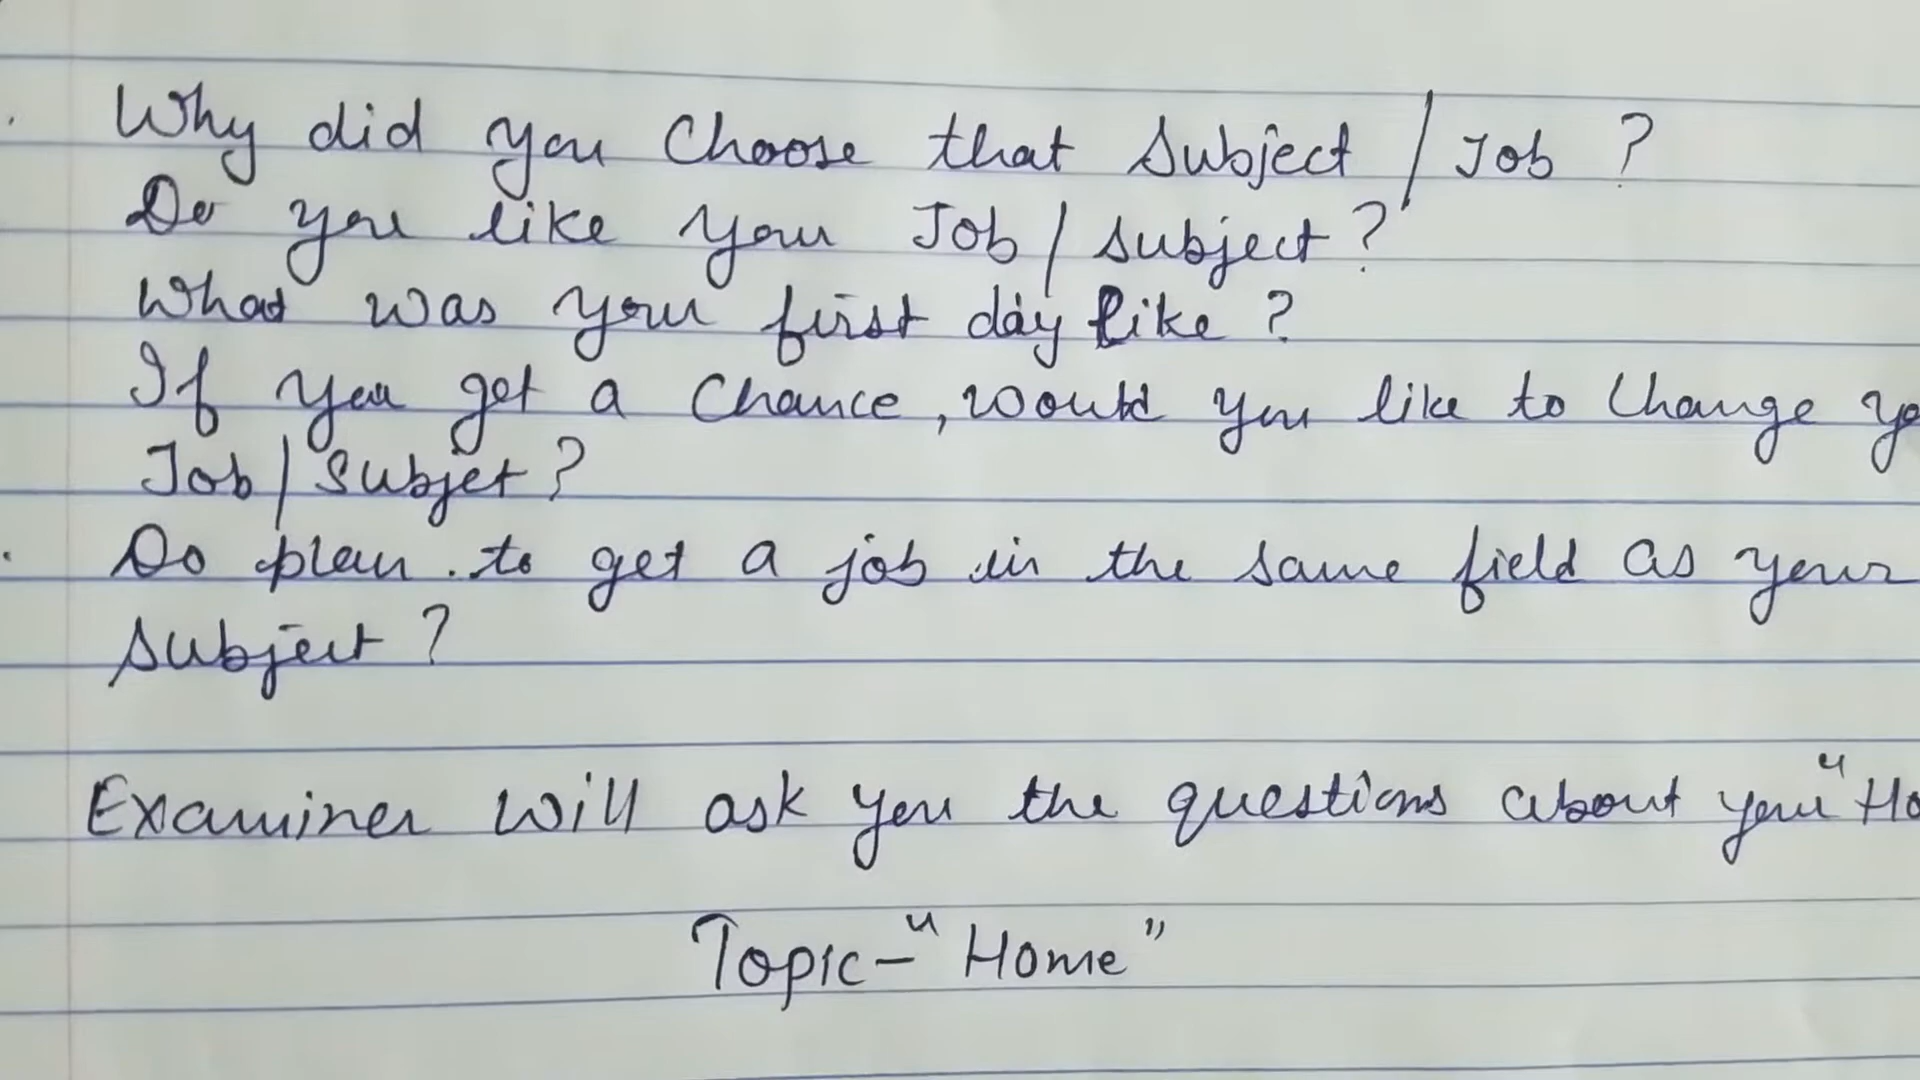 Why did you Choose that Subject / Job ?
Do you like your Job / Subject ?
What was your first day like ?
If you get a Chance, would you like to Change yo
Job / Subjet ?
Do plan . to get a job in the same field as your
Subject ?
Examiner will ask you the questions about your "Ho
Topic - "Home"